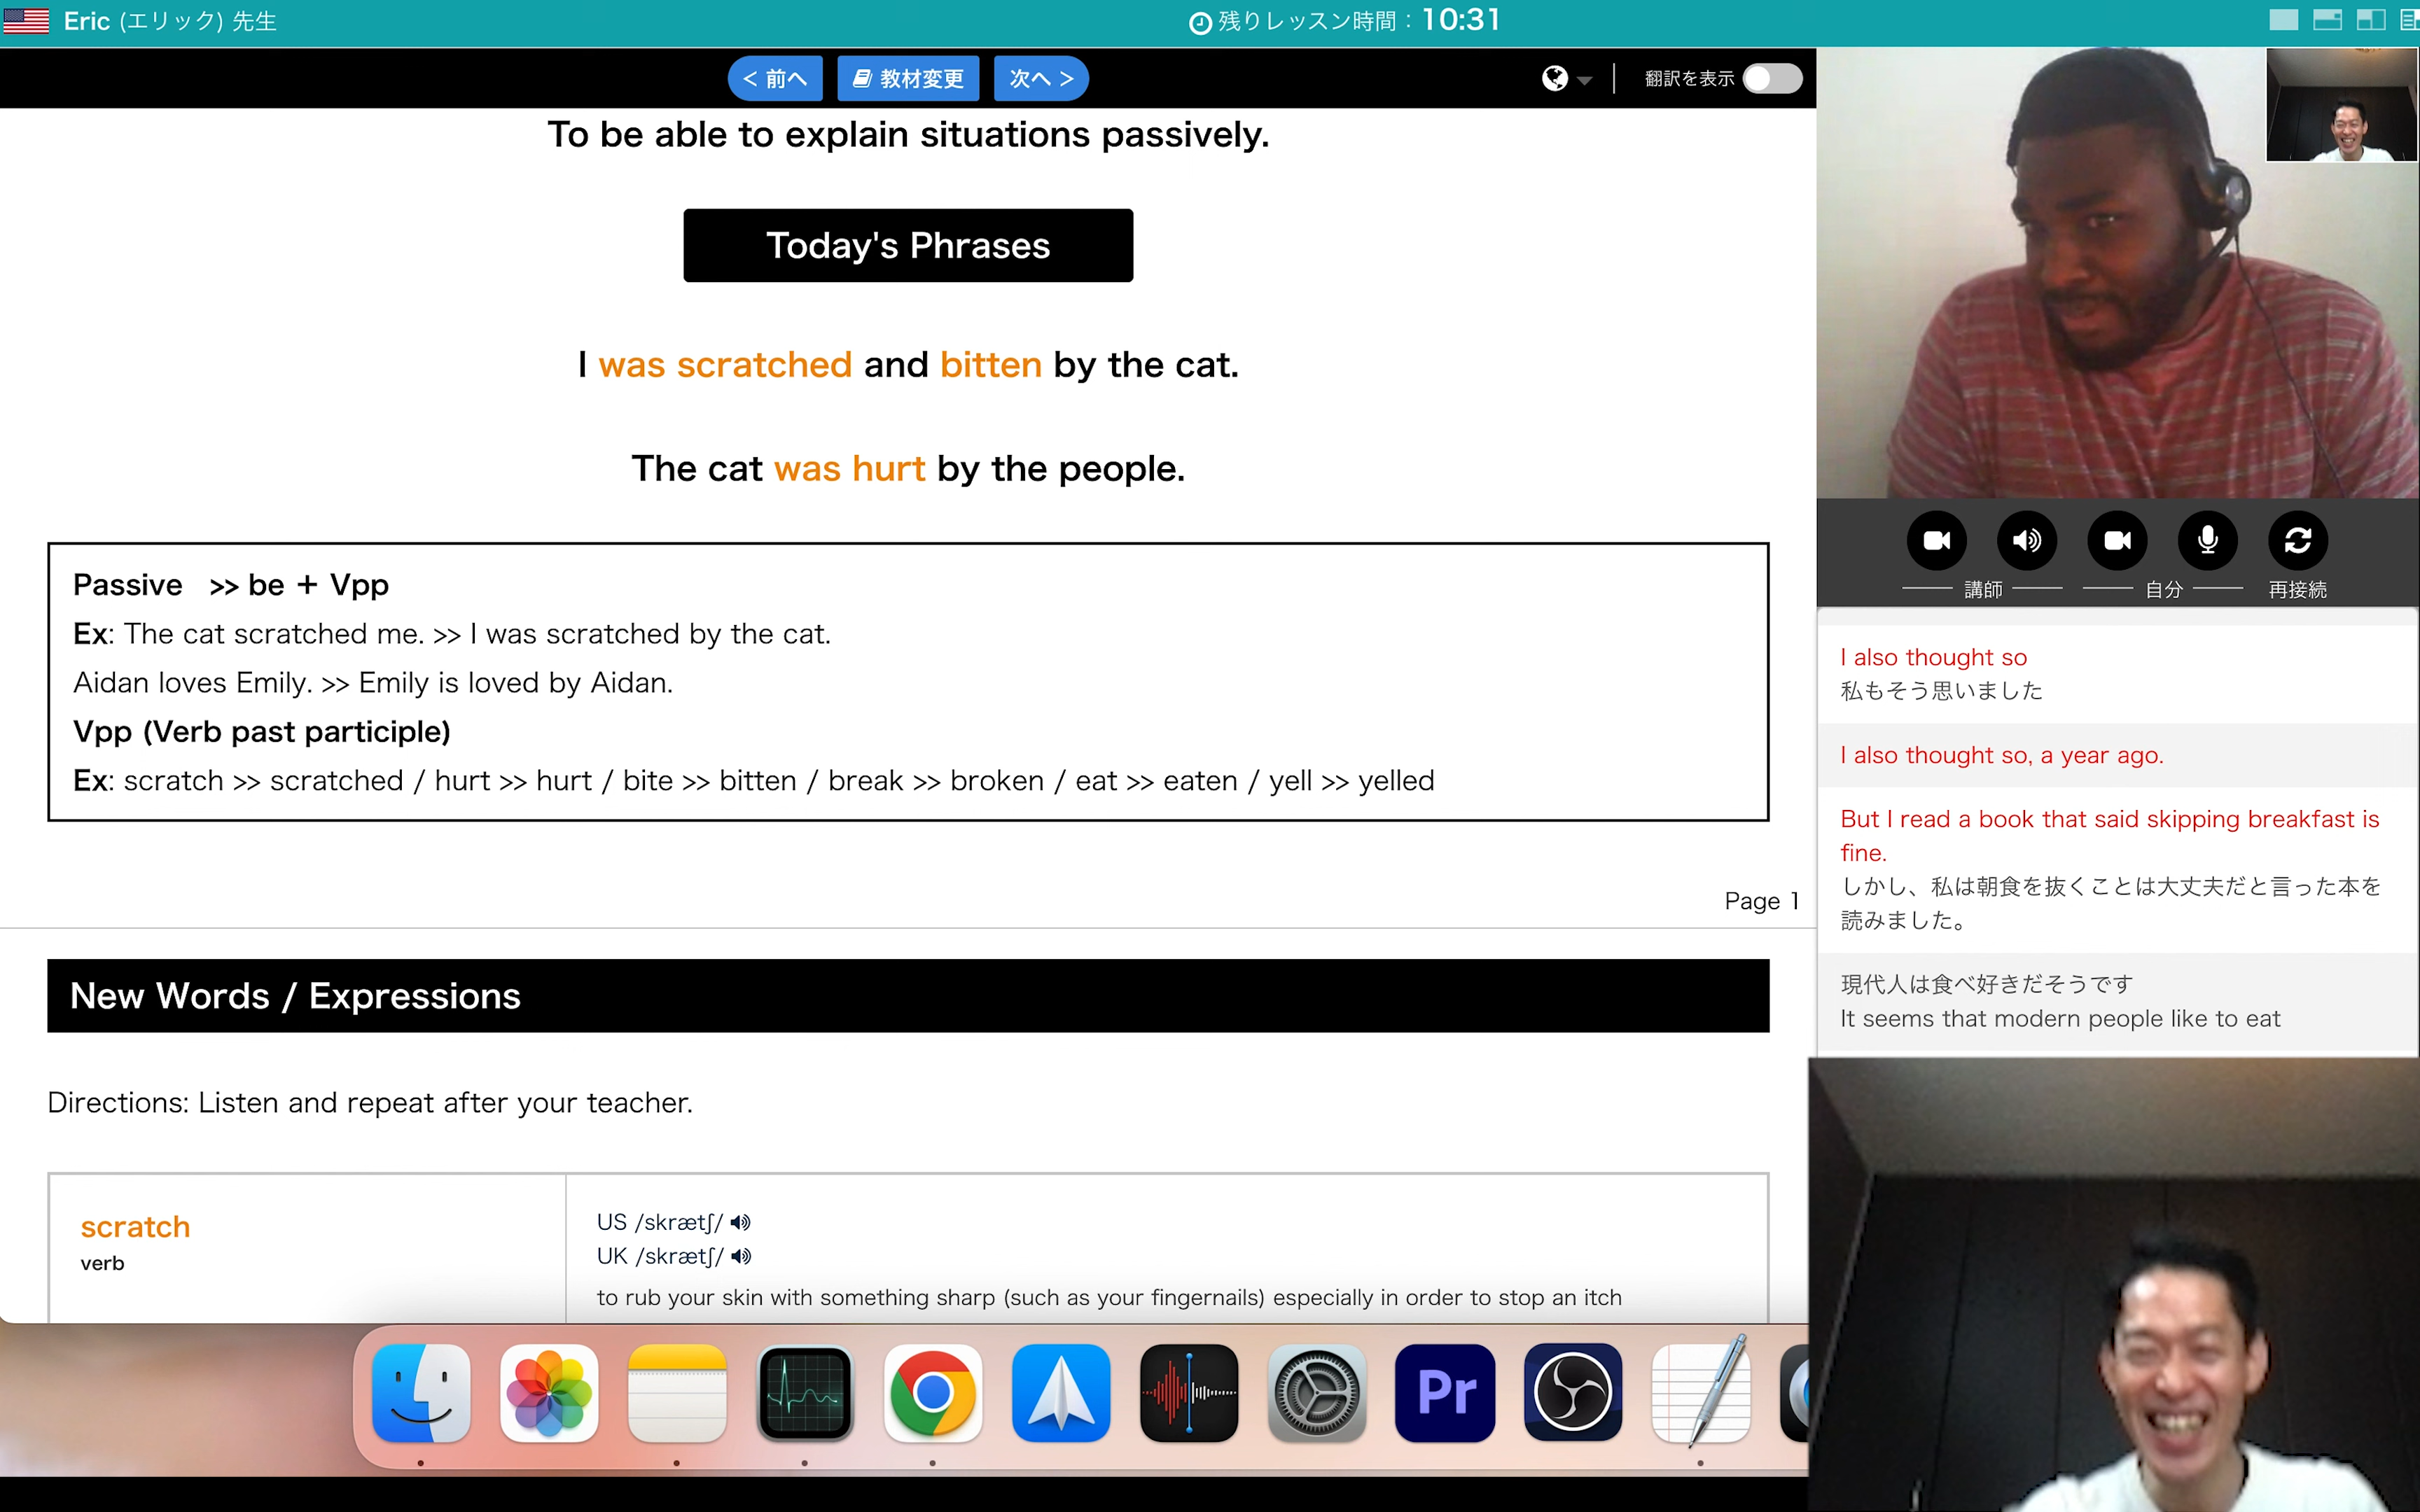 Eric (エリック) 先生
残りレッスン時間： 10:31
< 前へ
教材変更
次へ >
翻訳を表示
To be able to explain situations passively.
Today's Phrases
I was scratched and bitten by the cat.
The cat was hurt by the people.
Passive >> be + Vpp
Ex: The cat scratched me. >> I was scratched by the cat.
Aidan loves Emily. >> Emily is loved by Aidan.
Vpp (Verb past participle)
Ex: scratch >> scratched / hurt >> hurt / bite >> bitten / break >> broken / eat >> eaten / yell >> yelled
Page 1
New Words / Expressions
Directions: Listen and repeat after your teacher.
scratch
verb
US /skrætʃ/
UK /skrætʃ/
to rub your skin with something sharp (such as your fingernails) especially in order to stop an itch
講師
自分
再接続
I also thought so
私もそう思いました
I also thought so, a year ago.
But I read a book that said skipping breakfast is
fine.
しかし、私は朝食を抜くことは大丈夫だと言った本を
読みました。
現代人は食べ好きだそうです
It seems that modern people like to eat
Pr